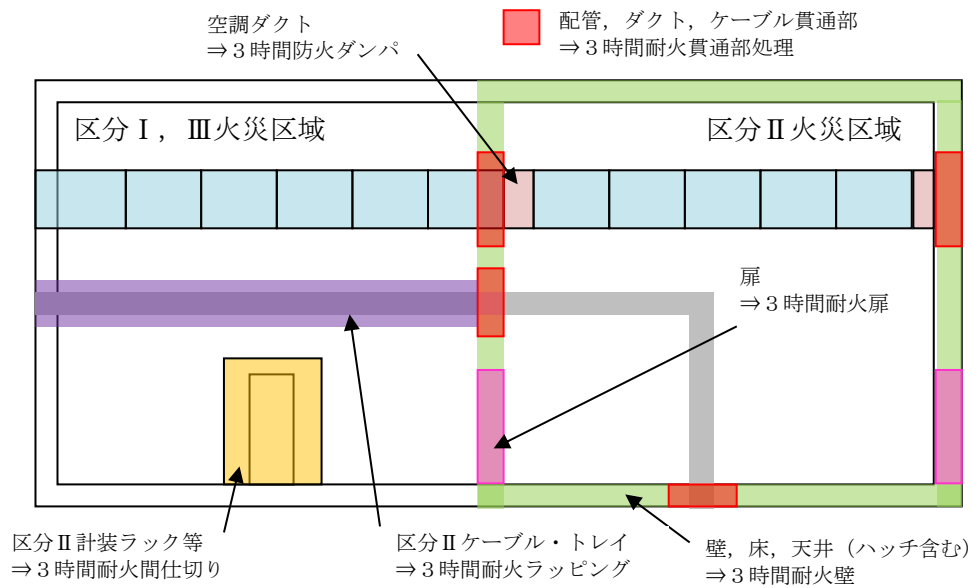 空調ダクト
⇒３時間防火ダンパ
配管，ダクト，ケーブル貫通部
⇒３時間耐火貫通部処理
区分Ⅰ，Ⅲ火災区域
区分Ⅱ火災区域
扉
⇒３時間耐火扉
区分Ⅱ計装ラック等
⇒３時間耐火間仕切り
区分Ⅱケーブル・トレイ
⇒３時間耐火ラッピング
壁，床，天井（ハッチ含む）
⇒３時間耐火壁